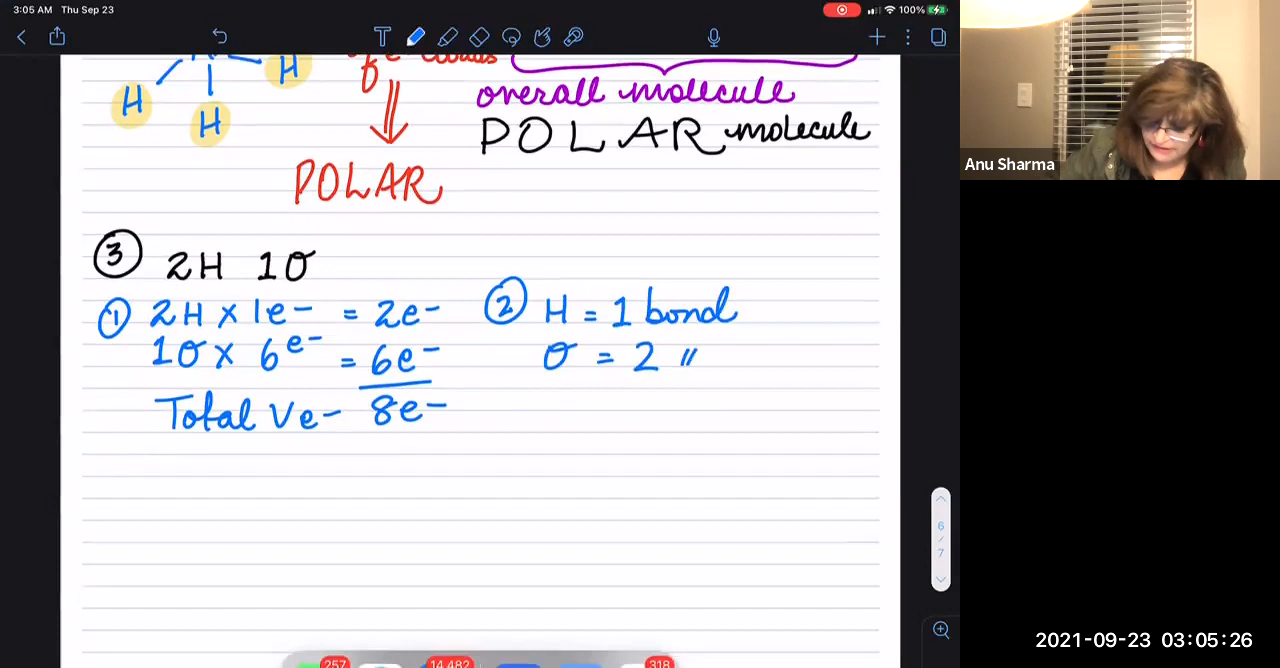 3:05 AM Thu Sep 23
100%
H
H
H
overall molecule
POLAR molecule
POLAR
③ 2H 1O
① 2H × 1e- = 2e-
1O × 6e- = 6e-
Total Ve- 8e-
② H = 1 bond
O = 2 "
Anu Sharma
6
/
7
257
14,482
318
2021-09-23 03:05:26